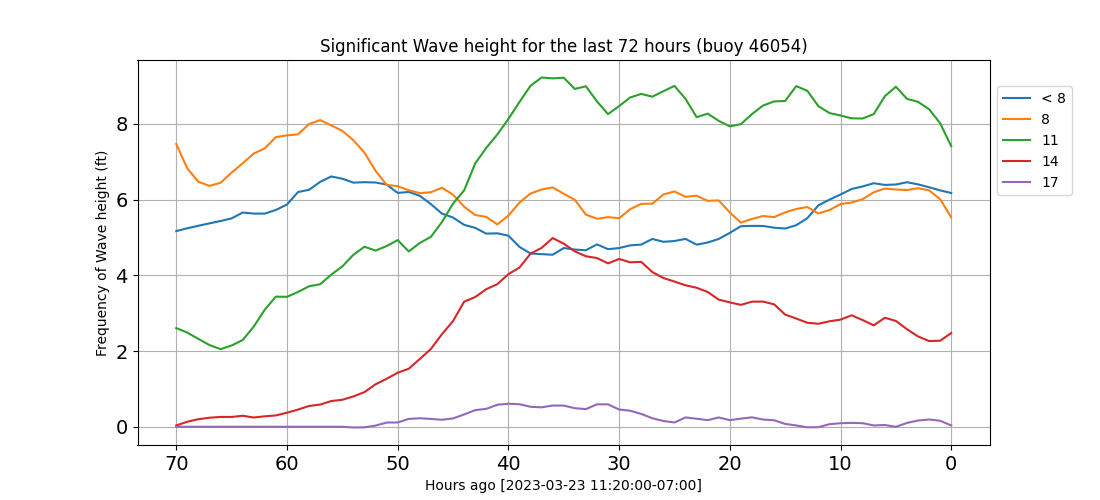 Significant Wave height for the last 72 hours (buoy 46054)
Frequency of Wave height (ft)
8
6
4
2
0
70 60 50 40 30 20 10 0
Hours ago [2023-03-23 11:20:00-07:00]
< 8
8
11
14
17